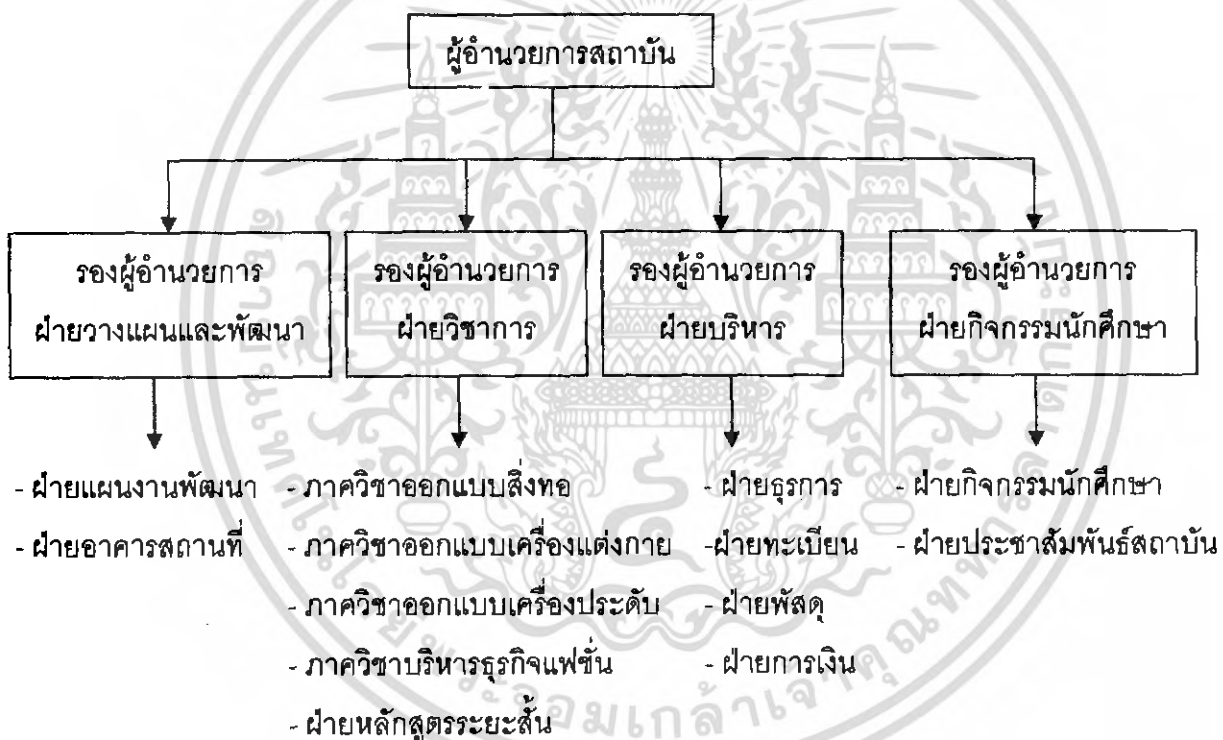 ผู้อำนวยการสถาบัน
รองผู้อำนวยการ
ฝ่ายวางแผนและพัฒนา
รองผู้อำนวยการ
ฝ่ายวิชาการ
รองผู้อำนวยการ
ฝ่ายบริหาร
รองผู้อำนวยการ
ฝ่ายกิจกรรมนักศึกษา
- ฝ่ายแผนงานพัฒนา
- ฝ่ายอาคารสถานที่
- ภาควิชาออกแบบสิ่งทอ
- ภาควิชาออกแบบเครื่องแต่งกาย
- ภาควิชาออกแบบเครื่องประดับ
- ภาควิชาบริหารธุรกิจแฟชั่น
- ฝ่ายหลักสูตรระยะสั้น
- ฝ่ายธุรการ
-ฝ่ายทะเบียน
- ฝ่ายพัสดุ
- ฝ่ายการเงิน
- ฝ่ายกิจกรรมนักศึกษา
- ฝ่ายประชาสัมพันธ์สถาบัน